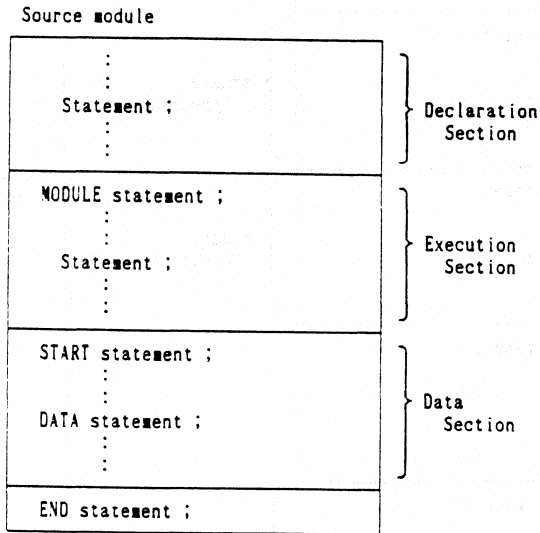 Source module
:
:
Statement ;
:
:
Declaration
Section
MODULE statement ;
:
:
Statement ;
:
:
Execution
Section
START statement ;
:
:
DATA statement ;
:
:
Data
Section
END statement ;